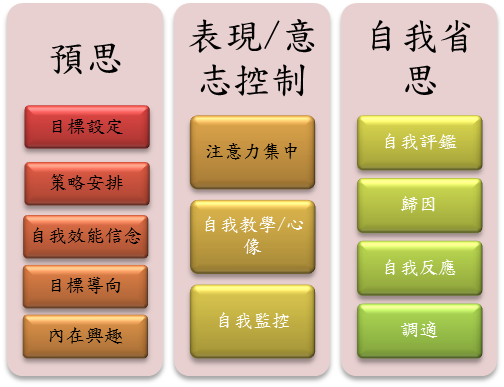 預思
目標設定
策略安排
自我效能信念
目標導向
內在興趣
表現/意
志控制
注意力集中
自我教學/心
像
自我監控
自我省
思
自我評鑑
歸因
自我反應
調適